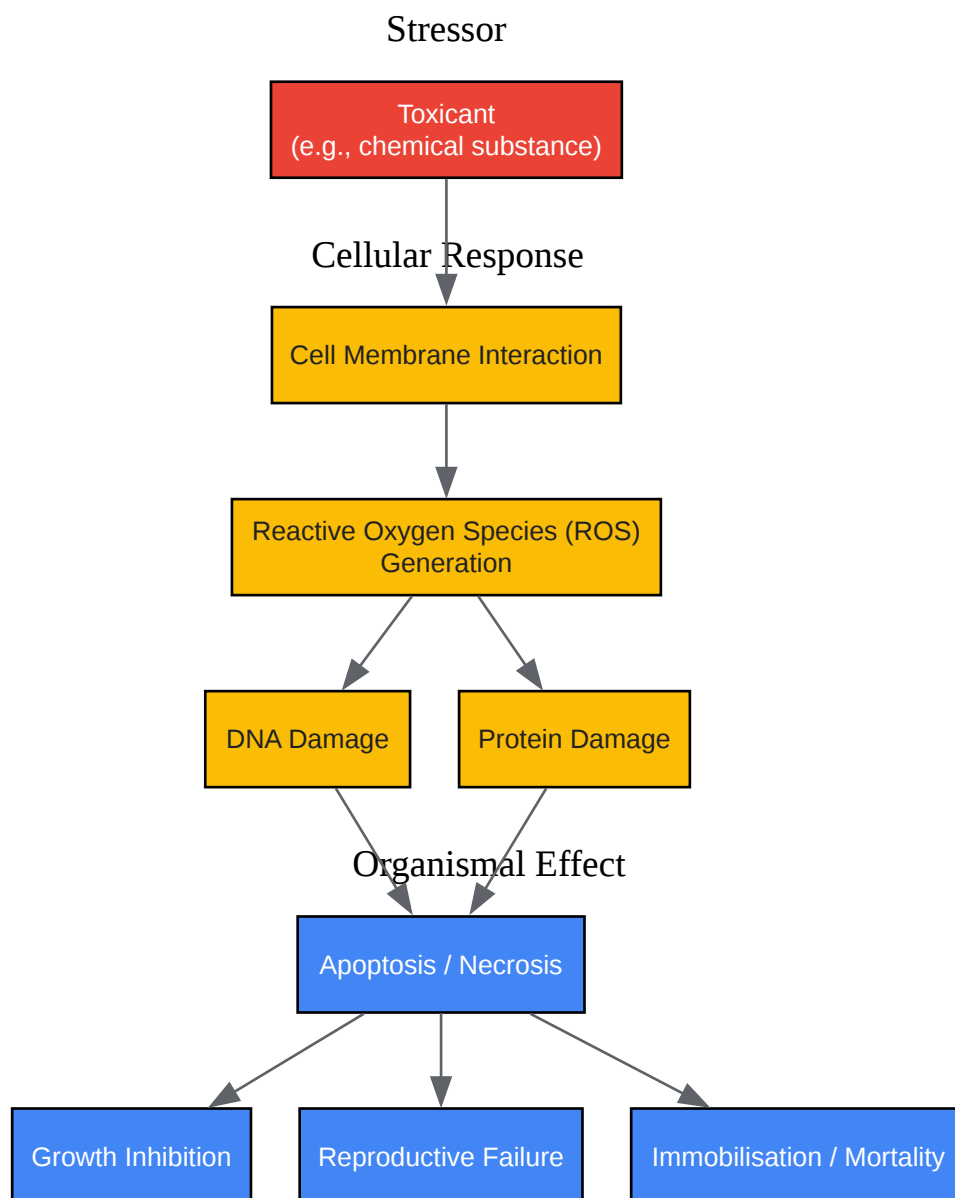 Stressor
Toxicant
(e.g., chemical substance)
Cellular Response
Cell Membrane Interaction
Reactive Oxygen Species (ROS)
Generation
DNA Damage
Protein Damage
Organismal Effect
Apoptosis / Necrosis
Growth Inhibition
Reproductive Failure
Immobilisation / Mortality